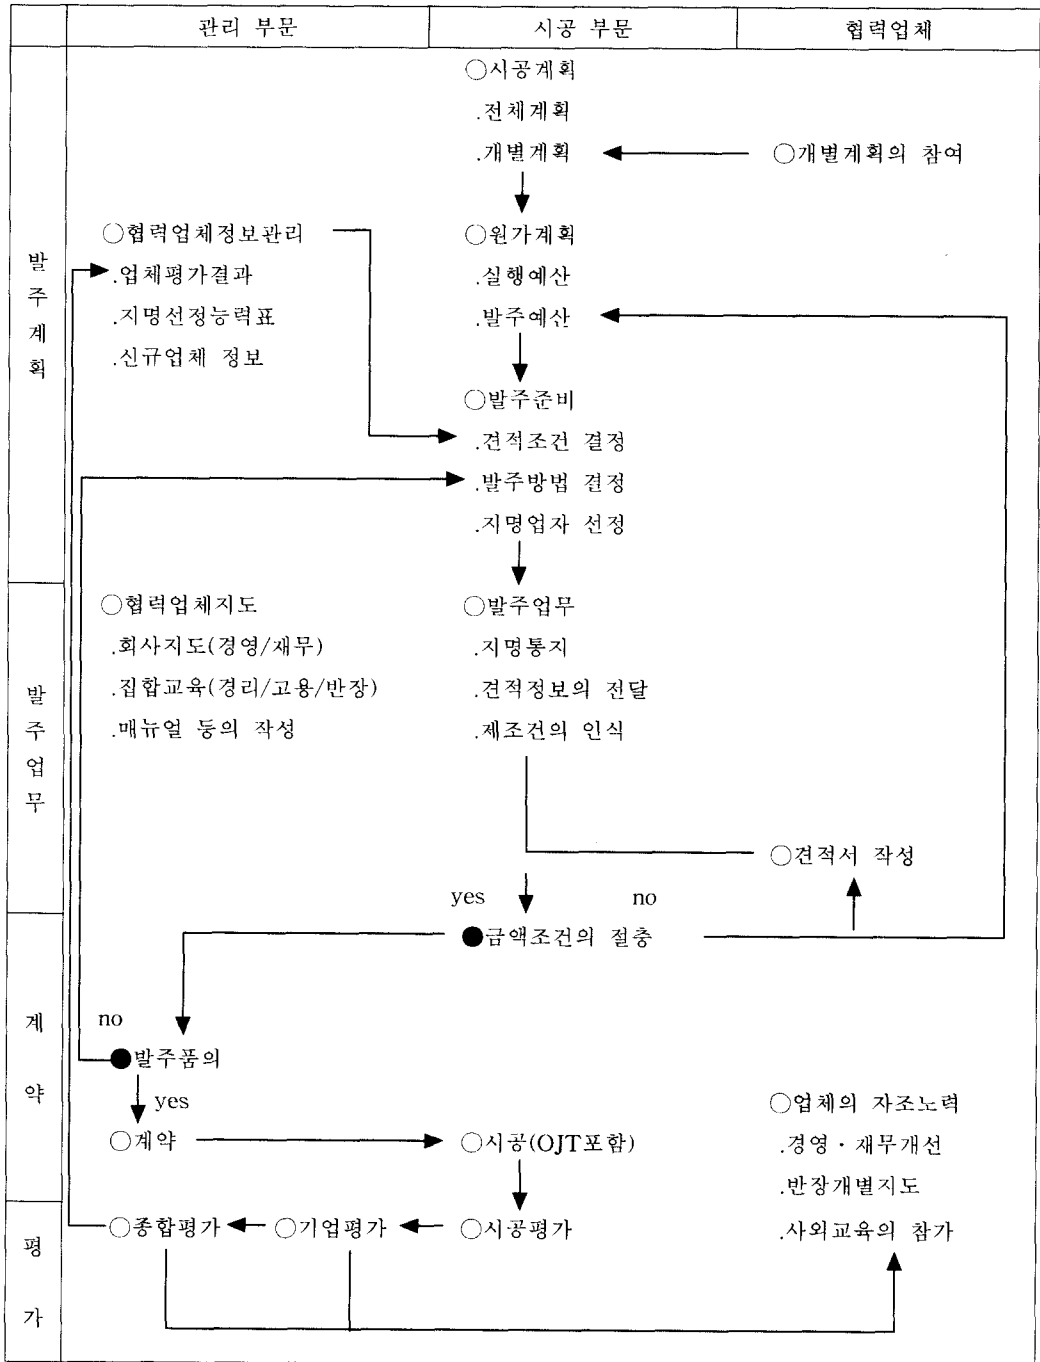 관리 부문 시공 부문 협력업체
발주계획
○시공계획
.전체계획
.개별계획 ○개별계획의 참여
○협력업체정보관리 ○원가계획
.업체평가결과 .실행예산
.지명선정능력표 .발주예산
.신규업체 정보
○발주준비
.견적조건 결정
.발주방법 결정
.지명업자 선정
발주업무
○협력업체지도 ○발주업무
.회사지도(경영/재무) .지명통지
.집합교육(경리/고용/반장) .견적정보의 전달
.매뉴얼 등의 작성 .제조건의 인식
○견적서 작성
yes no
●금액조건의 절충
계약
no
●발주품의
yes
○계약 ○시공(OJT포함)
○업체의 자조노력
.경영·재무개선
.반장개별지도
.사외교육의 참가
평가
○종합평가 ○기업평가 ○시공평가